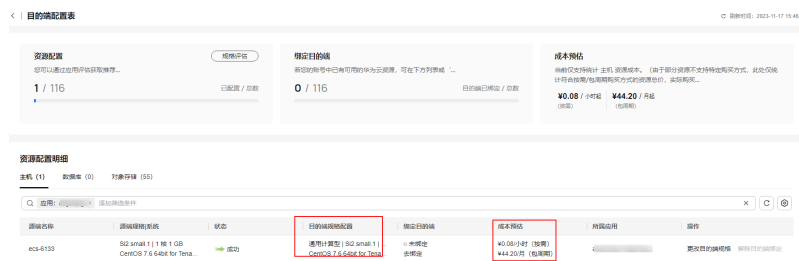 目的端配置表
刷新时间：2023-11-17 15:46
资源配置
规格评估
您可以通过应用评估获取推荐...
1 / 116
已配置 / 总数
绑定目的端
若您的账号中已有可用的华为云资源，可在下方列表或‘...
0 / 116
目的端已绑定 / 总数
成本预估
当前仅支持统计 主机 资源成本。（由于部分资源不支持特定购买方式，此处仅统
计符合按需/包周期购买方式的资源总价，实际购买...
¥0.08 / 小时起
¥44.20 / 月起
(按需)
(包周期)
资源配置明细
主机 (1)
数据库 (0)
对象存储 (55)
应用:
添加筛选条件
源端名称
源端规格|系统
状态
目的端规格配置
绑定目的端
成本预估
所属应用
操作
ecs-6133
Si2.small.1 | 1 核 1 GB
CentOS 7.6 64bit for Tena...
成功
通用计算型 | Si2.small.1 | ...
CentOS 7.6 64bit for Tena...
未绑定
去绑定
¥0.08/小时（按需）
¥44.20/月（包周期）
更改目的端规格
解除目的端绑定